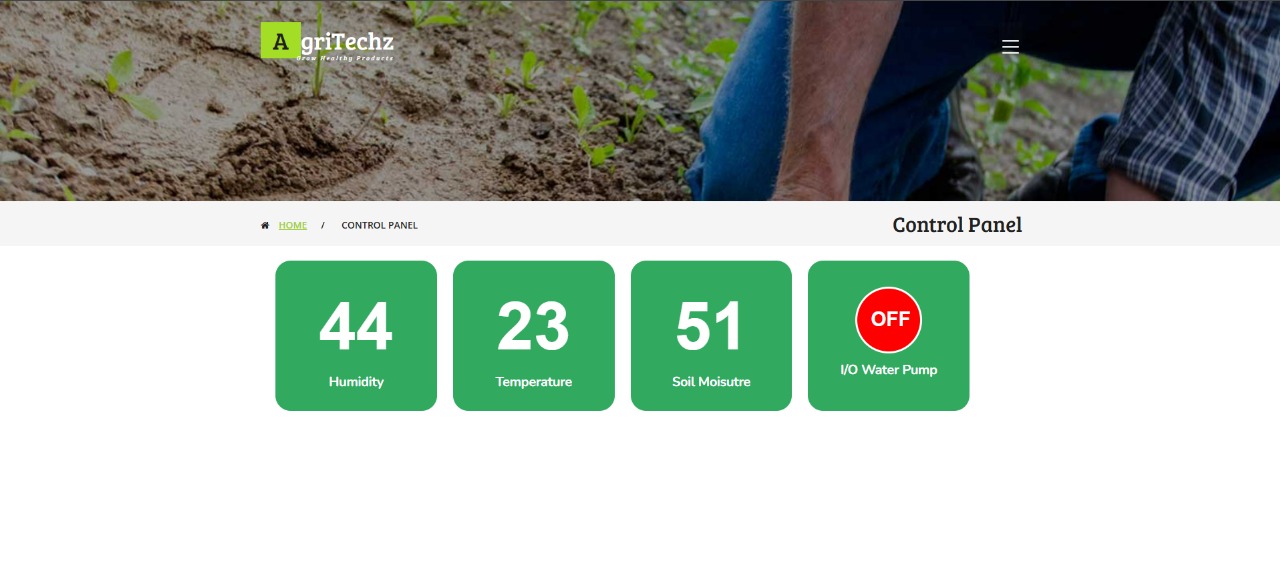 AgriTechz
Grow Healthy Products
HOME / CONTROL PANEL
Control Panel
44
Humidity
23
Temperature
51
Soil Moisutre
OFF
I/O Water Pump